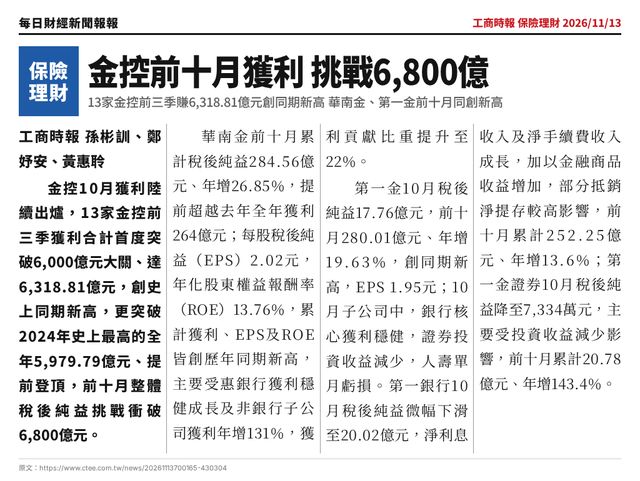 每日財經新聞報報
工商時報 保險理財 2026/11/13
保險
理財
金控前十月獲利 挑戰6,800億
13家金控前三季賺6,318.81億元創同期新高 華南金、第一金前十月同創新高
工商時報 孫彬訓、鄭
妤安、黃惠聆
金控10月獲利陸
續出爐，13家金控前
三季獲利合計首度突
破6,000億元大關、達
6,318.81億元，創史
上同期新高，更突破
2024年史上最高的全
年5,979.79億元、提
前登頂，前十月整體
稅後純益挑戰衝破
6,800億元。
華南金前十月累
計稅後純益284.56億
元、年增26.85%，提
前超越去年全年獲利
264億元；每股稅後純
益（EPS）2.02元，
年化股東權益報酬率
（ROE）13.76%，累
計獲利、EPS及ROE
皆創歷年同期新高，
主要受惠銀行獲利穩
健成長及非銀行子公
司獲利年增131%，獲
利貢獻比重提升至
22%。
第一金10月稅後
純益17.76億元，前十
月280.01億元、年增
19.63%，創同期新
高，EPS 1.95元；10
月子公司中，銀行核
心獲利穩健，證券投
資收益減少，人壽單
月虧損。第一銀行10
月稅後純益微幅下滑
至20.02億元，淨利息
收入及淨手續費收入
成長，加以金融商品
收益增加，部分抵銷
淨提存較高影響，前
十月累計252.25億
元、年增13.6%；第
一金證券10月稅後純
益降至7,334萬元，主
要受投資收益減少影
響，前十月累計20.78
億元、年增143.4%。
原文：https://www.ctee.com.tw/news/20261113700165-430304